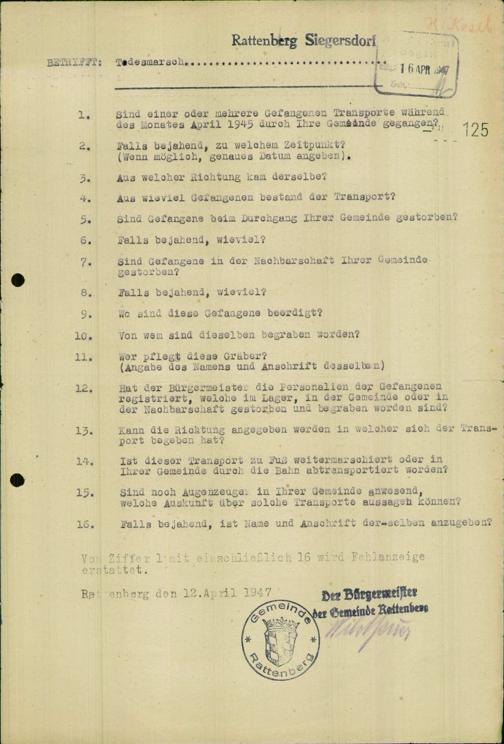 Rattenberg Siegersdorf
BETRIFFT: Todesmarsch
16 APR 1947
125
1. Sind einer oder mehrere Gefangenen Transporte während
des Monates April 1945 durch Ihre Gemeinde gegangen?
2. Falls bejahend, zu welchem Zeitpunkt?
(Wenn möglich, genaues Datum angeben).
3. Aus welcher Richtung kam derselbe?
4. Aus wieviel Gefangenen bestand der Transport?
5. Sind Gefangene beim Durchgang Ihrer Gemeinde gestorben?
6. Falls bejahend, wieviel?
7. Sind Gefangene in der Nachbarschaft Ihrer Gemeinde
gestorben?
8. Falls bejahend, wieviel?
9. Wo sind diese Gefangene beerdigt?
10. Von wem sind dieselben begraben worden?
11. Wer pflegt diese Gräber?
(Angabe des Namens und Anschrift desselben)
12. Hat der Bürgermeister die Personalien der Gefangenen
registriert, welche im Lager, in der Gemeinde oder in
der Nachbarschaft gestorben und begraben worden sind?
13. Kann die Richtung angegeben werden in welcher sich der Trans-
port begeben hat?
14. Ist dieser Transport zu Fuß weitermarschiert oder in
Ihrer Gemeinde durch die Bahn abtransportiert worden?
15. Sind noch Augenzeugen in Ihrer Gemeinde anwesend,
welche Auskunft über solche Transporte aussagen können?
16. Falls bejahend, ist Name und Anschrift der-selben anzugeben?
Von Ziffer 1 mit einschließlich 16 wird Fehlanzeige
erstattet.
Rattenberg den 12.April 1947
Der Bürgermeister
der Gemeinde Rattenberg
Gemeinde
Rattenberg